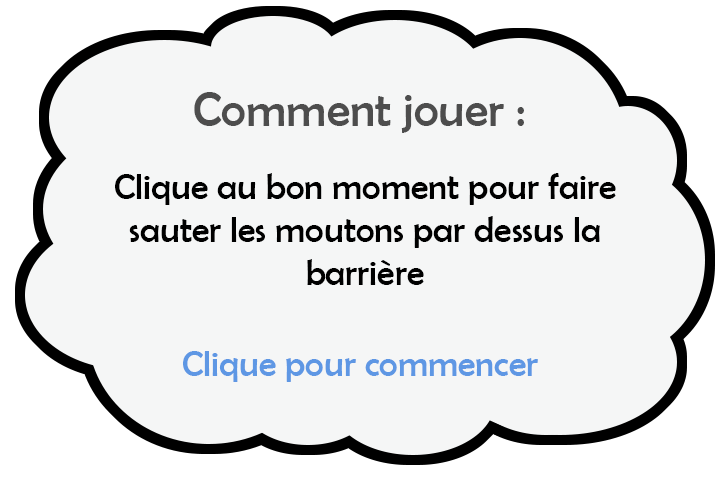 Comment jouer :
Clique au bon moment pour faire
sauter les moutons par dessus la
barrière
Clique pour commencer